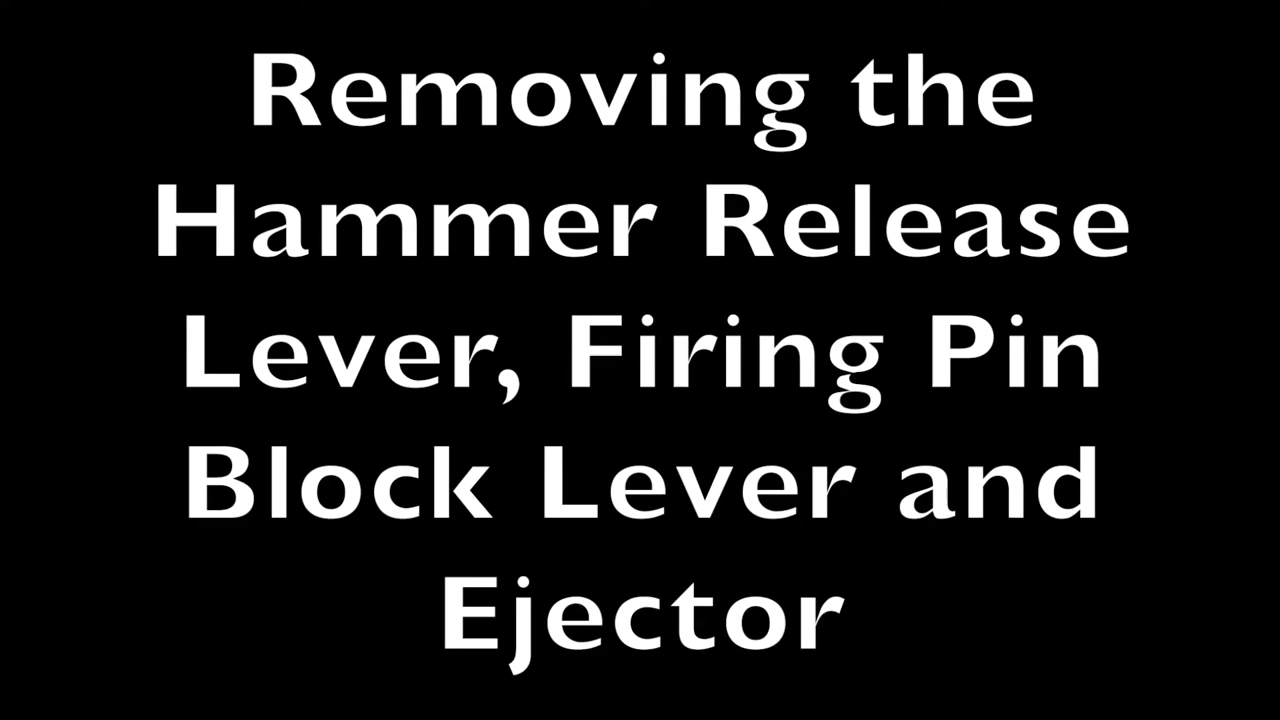 Removing the
Hammer Release
Lever, Firing Pin
Block Lever and
Ejector